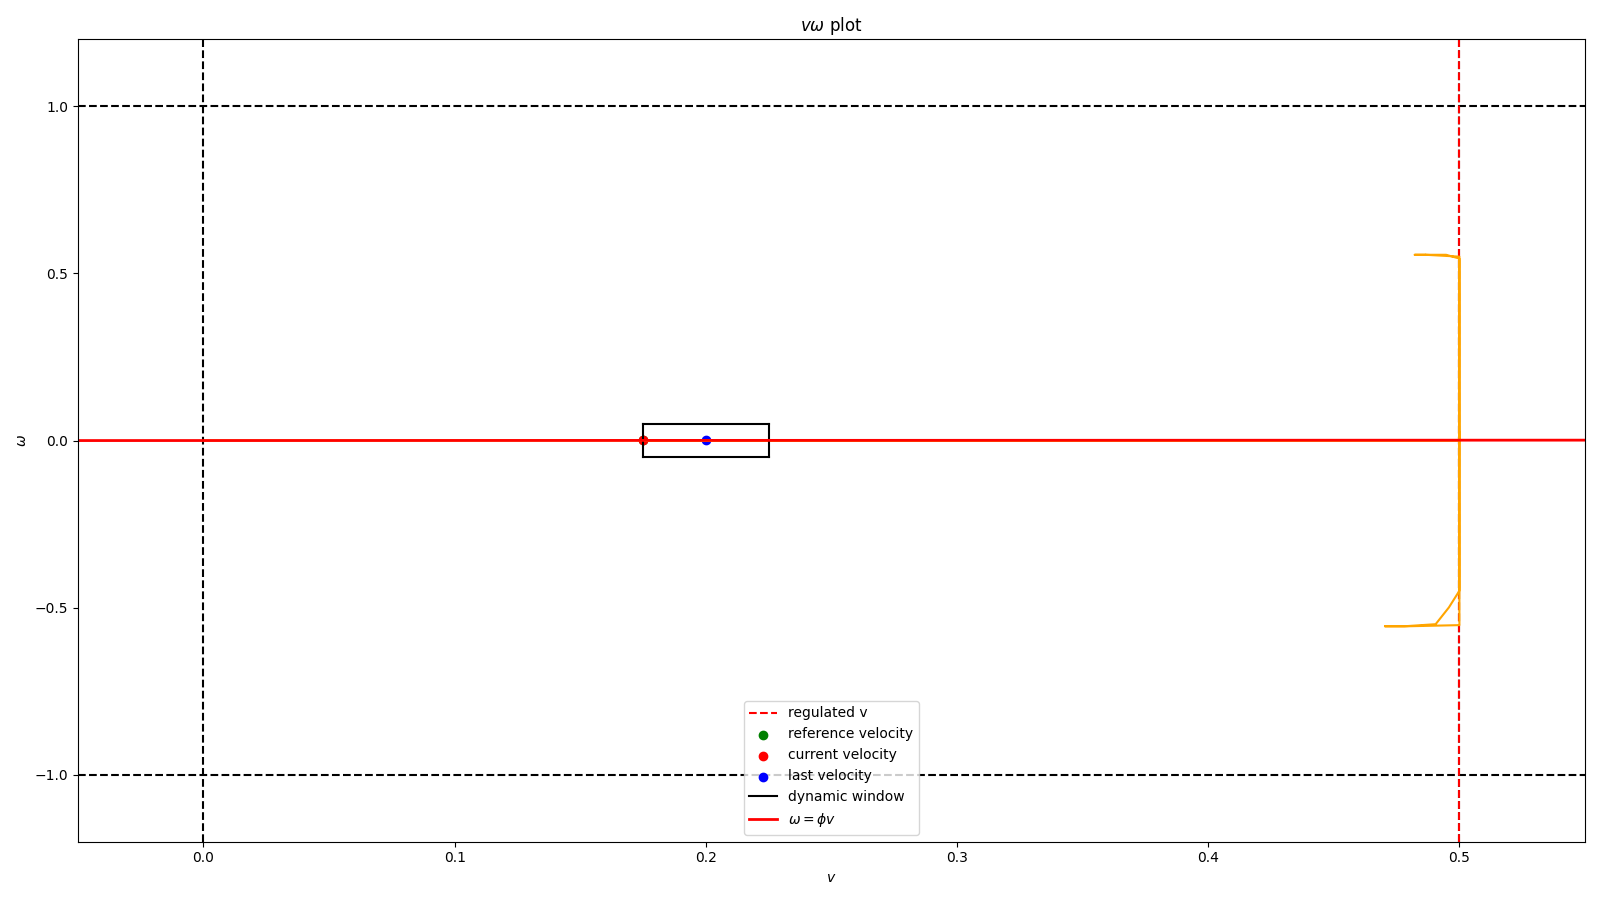 vω plot
1.0
0.5
0.0
−0.5
−1.0
ω
regulated v
reference velocity
current velocity
last velocity
dynamic window
ω = ϕv
0.0 0.1 0.2 0.3 0.4 0.5
v